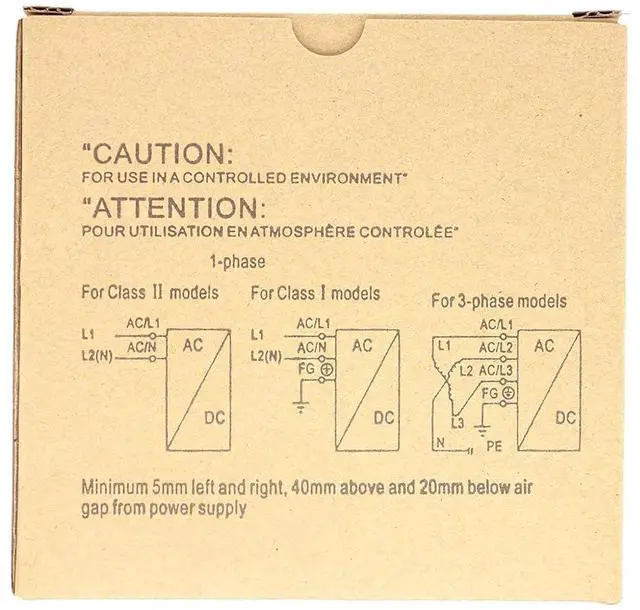 "CAUTION:
FOR USE IN A CONTROLLED ENVIRONMENT"
"ATTENTION:
POUR UTILISATION EN ATMOSPHÈRE CONTROLÉE"
1-phase
For Class II models
L1
AC/L1
L2(N)
AC/N
AC
DC
For Class I models
L1
AC/L1
L2(N)
AC/N
FG
AC
DC
For 3-phase models
L1
AC/L1
AC/L2
L2 AC/L3
FG
L3
N
PE
AC
DC
Minimum 5mm left and right, 40mm above and 20mm below air
gap from power supply